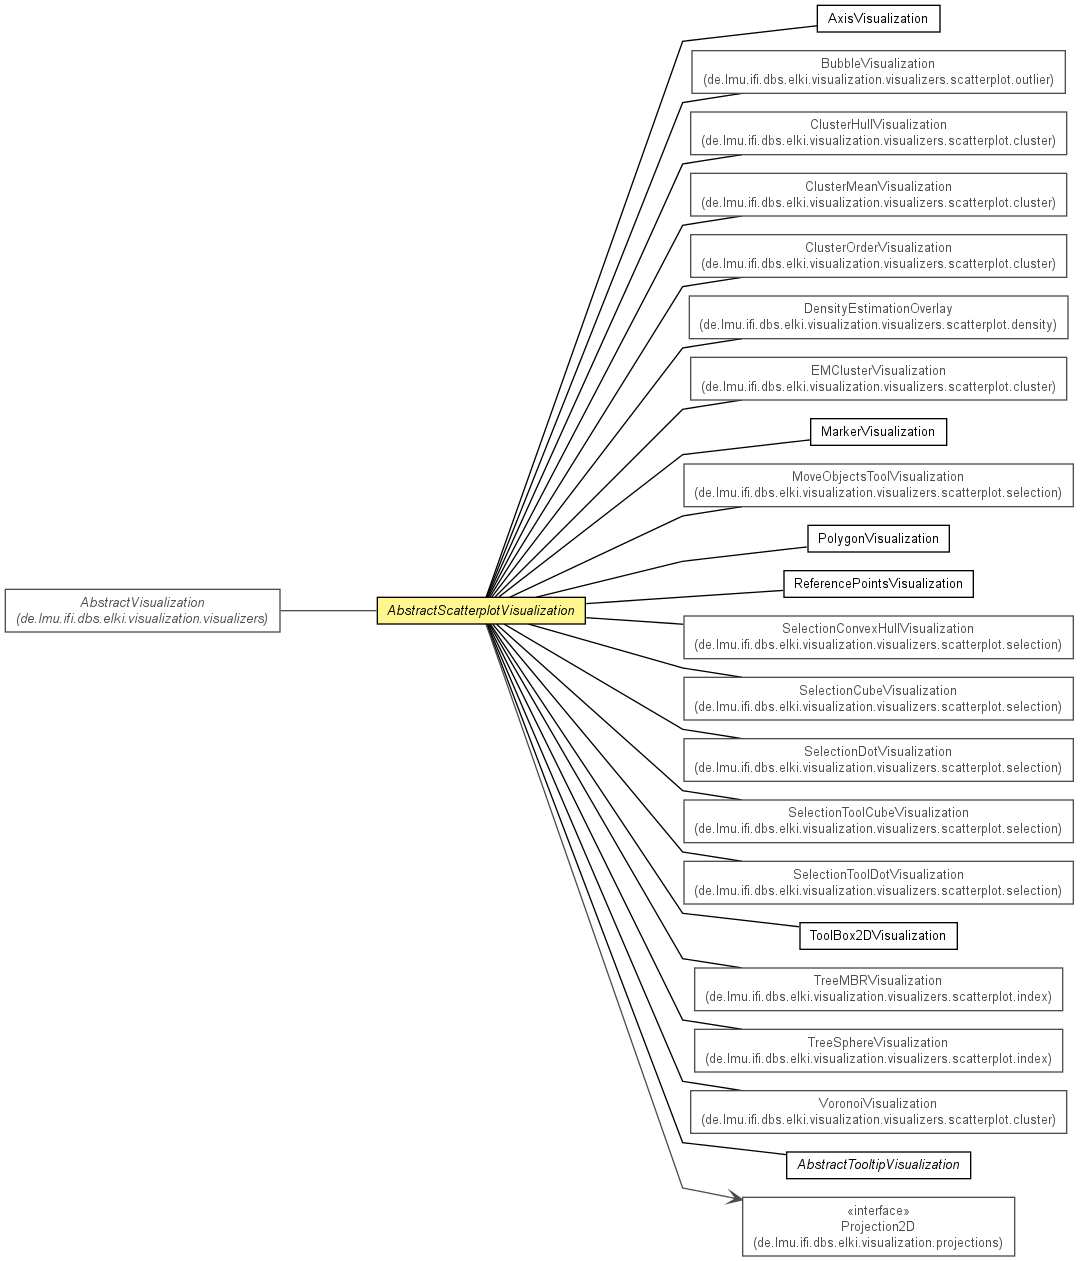 AxisVisualization
BubbleVisualization
(de.lmu.ifi.dbs.elki.visualization.visualizers.scatterplot.outlier)
ClusterHullVisualization
(de.lmu.ifi.dbs.elki.visualization.visualizers.scatterplot.cluster)
ClusterMeanVisualization
(de.lmu.ifi.dbs.elki.visualization.visualizers.scatterplot.cluster)
ClusterOrderVisualization
(de.lmu.ifi.dbs.elki.visualization.visualizers.scatterplot.cluster)
DensityEstimationOverlay
(de.lmu.ifi.dbs.elki.visualization.visualizers.scatterplot.density)
EMClusterVisualization
(de.lmu.ifi.dbs.elki.visualization.visualizers.scatterplot.cluster)
MarkerVisualization
MoveObjectsToolVisualization
(de.lmu.ifi.dbs.elki.visualization.visualizers.scatterplot.selection)
PolygonVisualization
ReferencePointsVisualization
AbstractVisualization
(de.lmu.ifi.dbs.elki.visualization.visualizers)
AbstractScatterplotVisualization
SelectionConvexHullVisualization
(de.lmu.ifi.dbs.elki.visualization.visualizers.scatterplot.selection)
SelectionCubeVisualization
(de.lmu.ifi.dbs.elki.visualization.visualizers.scatterplot.selection)
SelectionDotVisualization
(de.lmu.ifi.dbs.elki.visualization.visualizers.scatterplot.selection)
SelectionToolCubeVisualization
(de.lmu.ifi.dbs.elki.visualization.visualizers.scatterplot.selection)
SelectionToolDotVisualization
(de.lmu.ifi.dbs.elki.visualization.visualizers.scatterplot.selection)
ToolBox2DVisualization
TreeMBRVisualization
(de.lmu.ifi.dbs.elki.visualization.visualizers.scatterplot.index)
TreeSphereVisualization
(de.lmu.ifi.dbs.elki.visualization.visualizers.scatterplot.index)
VoronoiVisualization
(de.lmu.ifi.dbs.elki.visualization.visualizers.scatterplot.cluster)
AbstractTooltipVisualization
«interface»
Projection2D
(de.lmu.ifi.dbs.elki.visualization.projections)